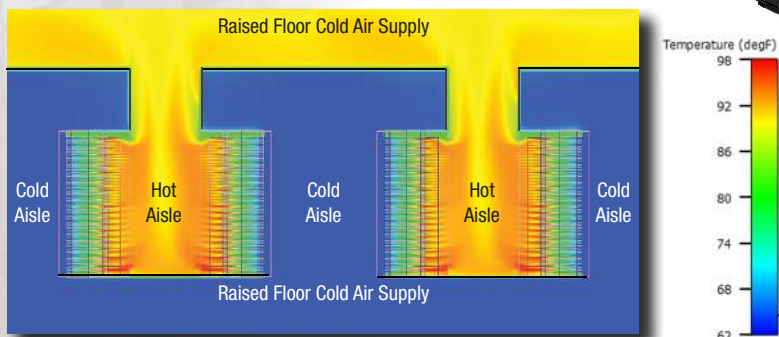 Raised Floor Cold Air Supply
Temperature (degF)
98
92
86
80
74
68
62
Cold
Aisle
Hot
Aisle
Cold
Aisle
Hot
Aisle
Cold
Aisle
Raised Floor Cold Air Supply